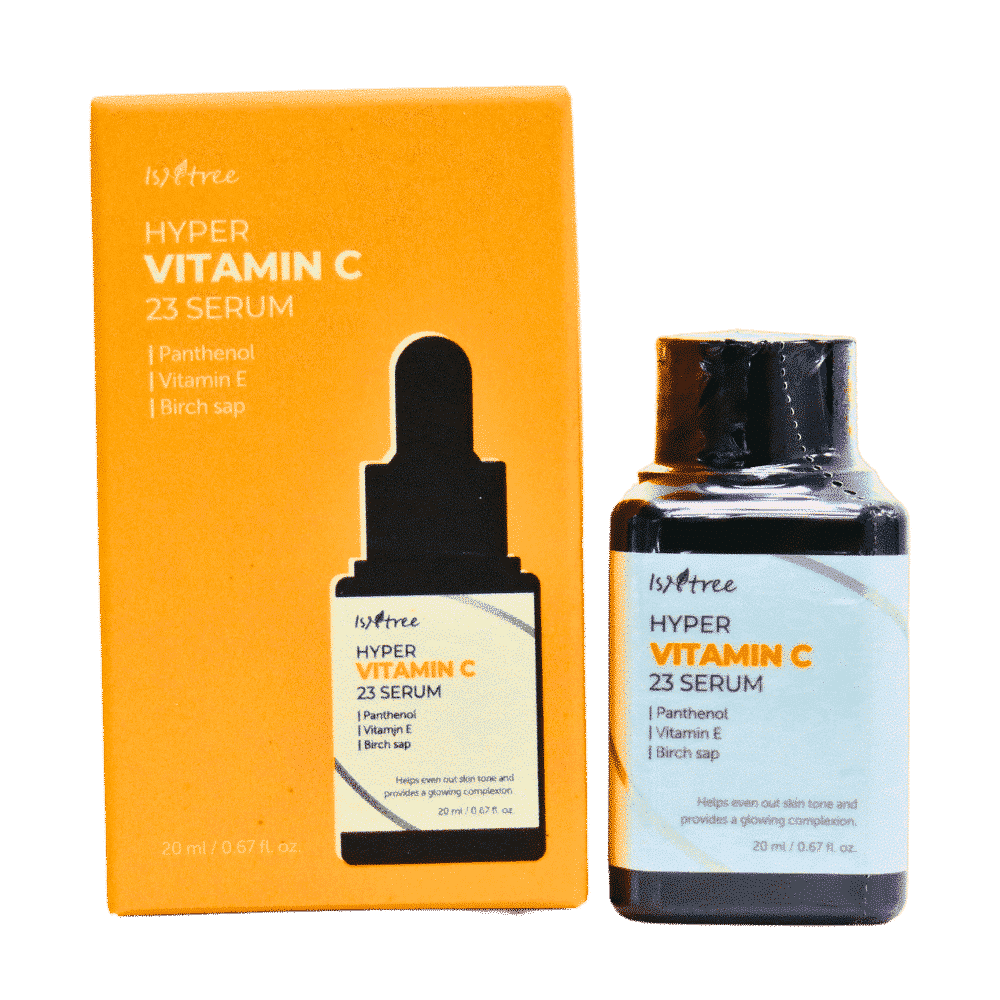 Isntree
HYPER
VITAMIN C
23 SERUM
| Panthenol
| Vitamin E
| Birch sap
20 ml / 0.67 fl. oz.
Isntree
HYPER
VITAMIN C
23 SERUM
| Panthenol
| Vitamin E
| Birch sap
Helps even out skin tone and
provides a glowing complexion.
20 ml / 0.67 fl. oz.
Isntree
HYPER
VITAMIN C
23 SERUM
| Panthenol
| Vitamin E
| Birch sap
Helps even out skin tone and
provides a glowing complexion.
20 ml / 0.67 fl. oz.